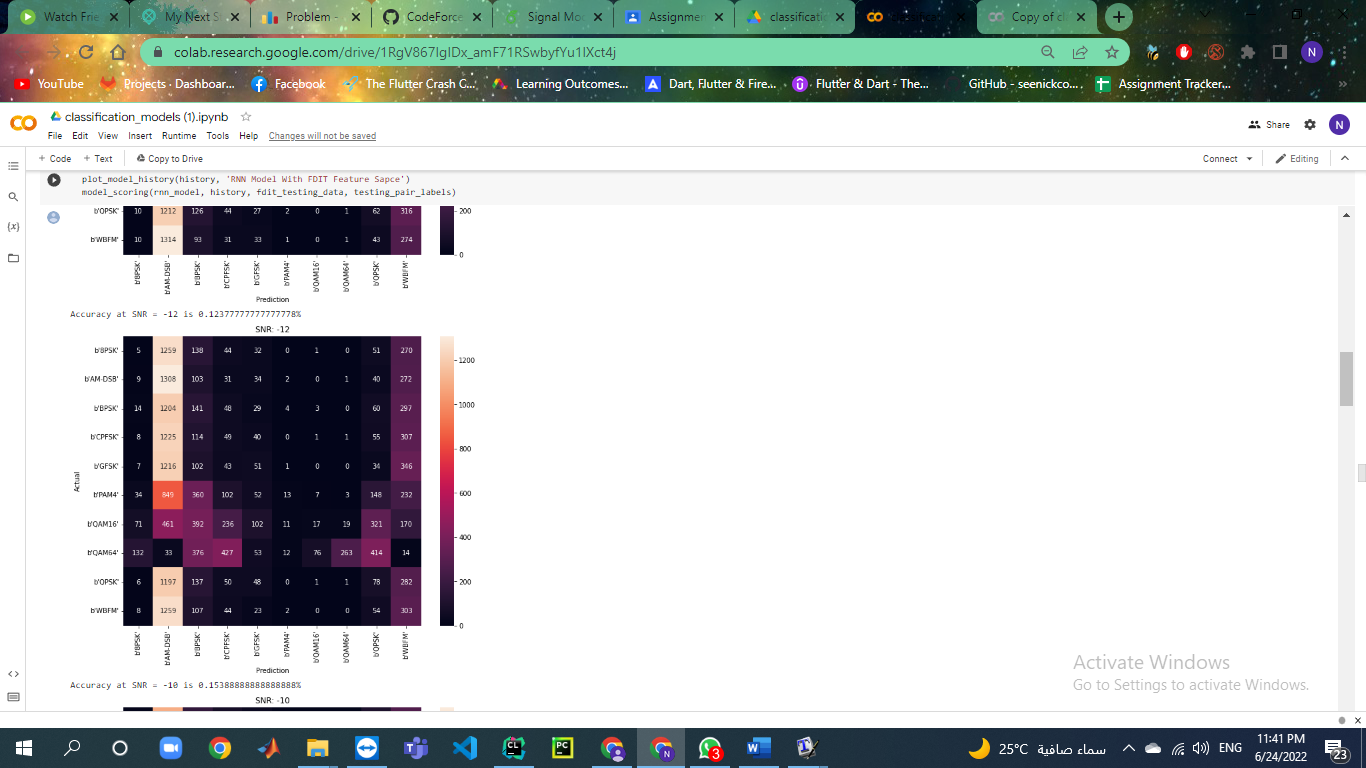 Watch Frie
My Next S
Problem -
CodeForce
Signal Mod
Assignmen
classificatio
Copy of cl
colab.research.google.com/drive/1RgV867IgIDx_amF71RSwbyfYu1lXct4j
N
YouTube
Projects · Dashboar...
Facebook
The Flutter Crash C...
Learning Outcomes...
Dart, Flutter & Fire...
Flutter & Dart - The...
GitHub - seenickco...
Assignment Tracker...
»
classification_models (1).ipynb
File Edit View Insert Runtime Tools Help Changes will not be saved
Share
N
+ Code + Text Copy to Drive
Connect
Editing
plot_model_history(history, 'RNN Model With FDIT Feature Sapce')
model_scoring(rnn_model, history, fdit_testing_data, testing_pair_labels)
b'QPSK' 10 1212 126 44 27 2 0 1 62 316
b'WBFM' 10 1314 93 31 33 1 0 1 43 274
200
0
b'8PSK' b'AM-DSB' b'BPSK' b'CPFSK' b'GFSK' b'PAM4' b'QAM16' b'QAM64' b'QPSK' b'WBFM'
Prediction
Accuracy at SNR = -12 is 0.12377777777777778%
SNR: -12
b'8PSK' 5 1259 138 44 32 0 1 0 51 270
b'AM-DSB' 9 1308 103 31 34 2 0 1 40 272
b'BPSK' 14 1204 141 48 29 4 3 0 60 297
b'CPFSK' 8 1225 114 49 40 0 1 1 55 307
b'GFSK' 7 1216 102 43 51 1 0 0 34 346
b'PAM4' 34 849 360 102 52 13 7 3 148 232
b'QAM16' 71 461 392 236 102 11 17 19 321 170
b'QAM64' 132 33 376 427 53 12 76 263 414 14
b'QPSK' 6 1197 137 50 48 0 1 1 78 282
b'WBFM' 8 1259 107 44 23 2 0 0 54 303
Actual
1200
1000
800
600
400
200
0
b'8PSK' b'AM-DSB' b'BPSK' b'CPFSK' b'GFSK' b'PAM4' b'QAM16' b'QAM64' b'QPSK' b'WBFM'
Prediction
Accuracy at SNR = -10 is 0.15388888888888888%
SNR: -10
Activate Windows
Go to Settings to activate Windows.
25°C سماء صافية
ENG
11:41 PM
6/24/2022
23
3